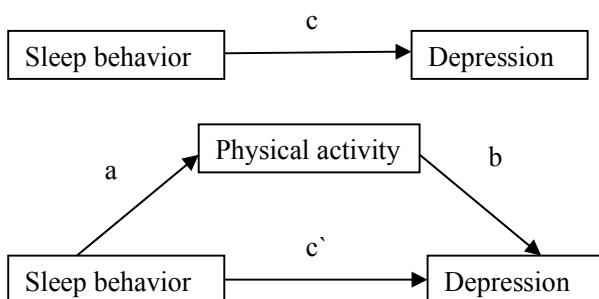 c
Sleep behavior
Depression
Physical activity
a
b
c`
Sleep behavior
Depression